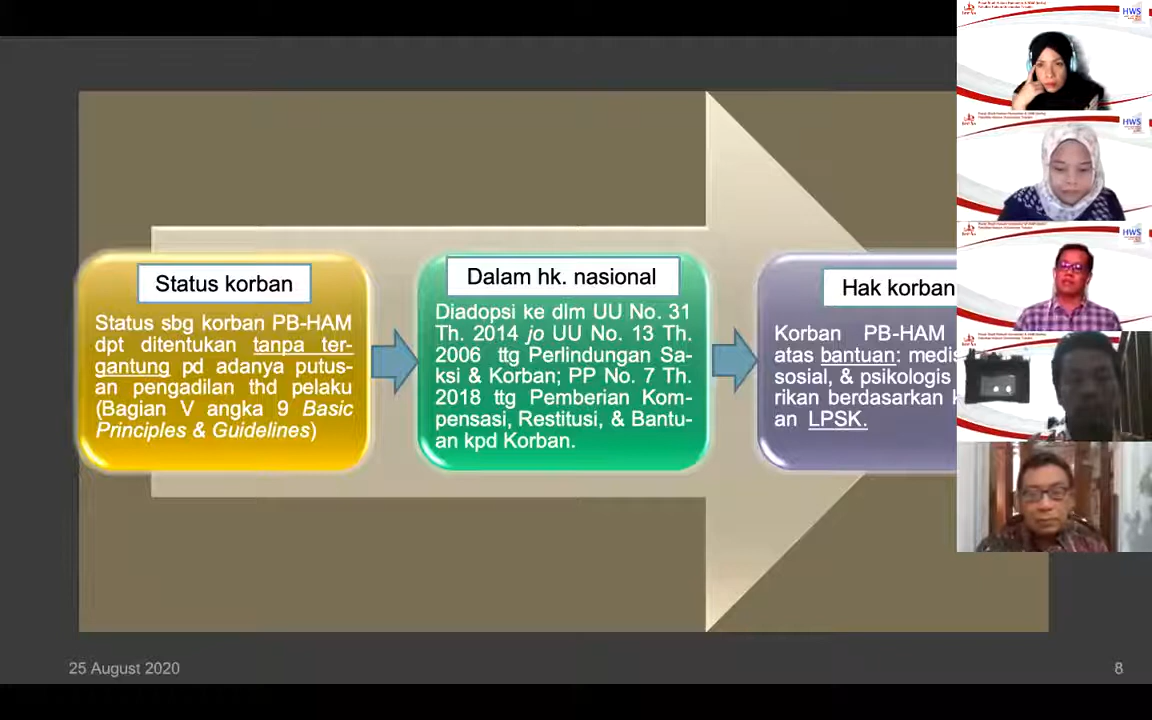 Status korban
Status sbg korban PB-HAM
dpt ditentukan tanpa ter-
gantung pd adanya putus-
an pengadilan thd pelaku
(Bagian V angka 9 Basic
Principles & Guidelines)
Dalam hk. nasional
Diadopsi ke dlm UU No. 31
Th. 2014 jo UU No. 13 Th.
2006 ttg Perlindungan Sa-
ksi & Korban; PP No. 7 Th.
2018 ttg Pemberian Kom-
pensasi, Restitusi, & Bantu-
an kpd Korban.
Hak korban
Korban PB-HAM
atas bantuan:
sosial, & psikologis
rikan berdasarkan
an LPSK.
25 August 2020
8
HWS
HWS
HWS